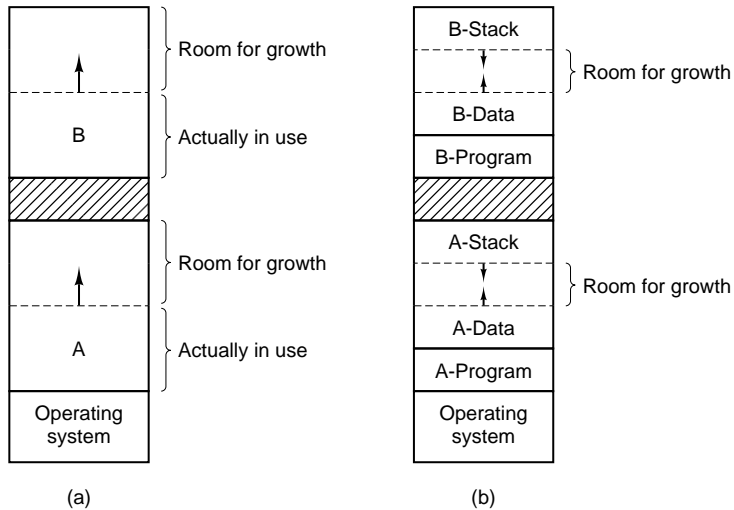 Room for growth
B
Actually in use
Room for growth
A
Actually in use
Operating
system
(a)
B-Stack
Room for growth
B-Data
B-Program
A-Stack
Room for growth
A-Data
A-Program
Operating
system
(b)